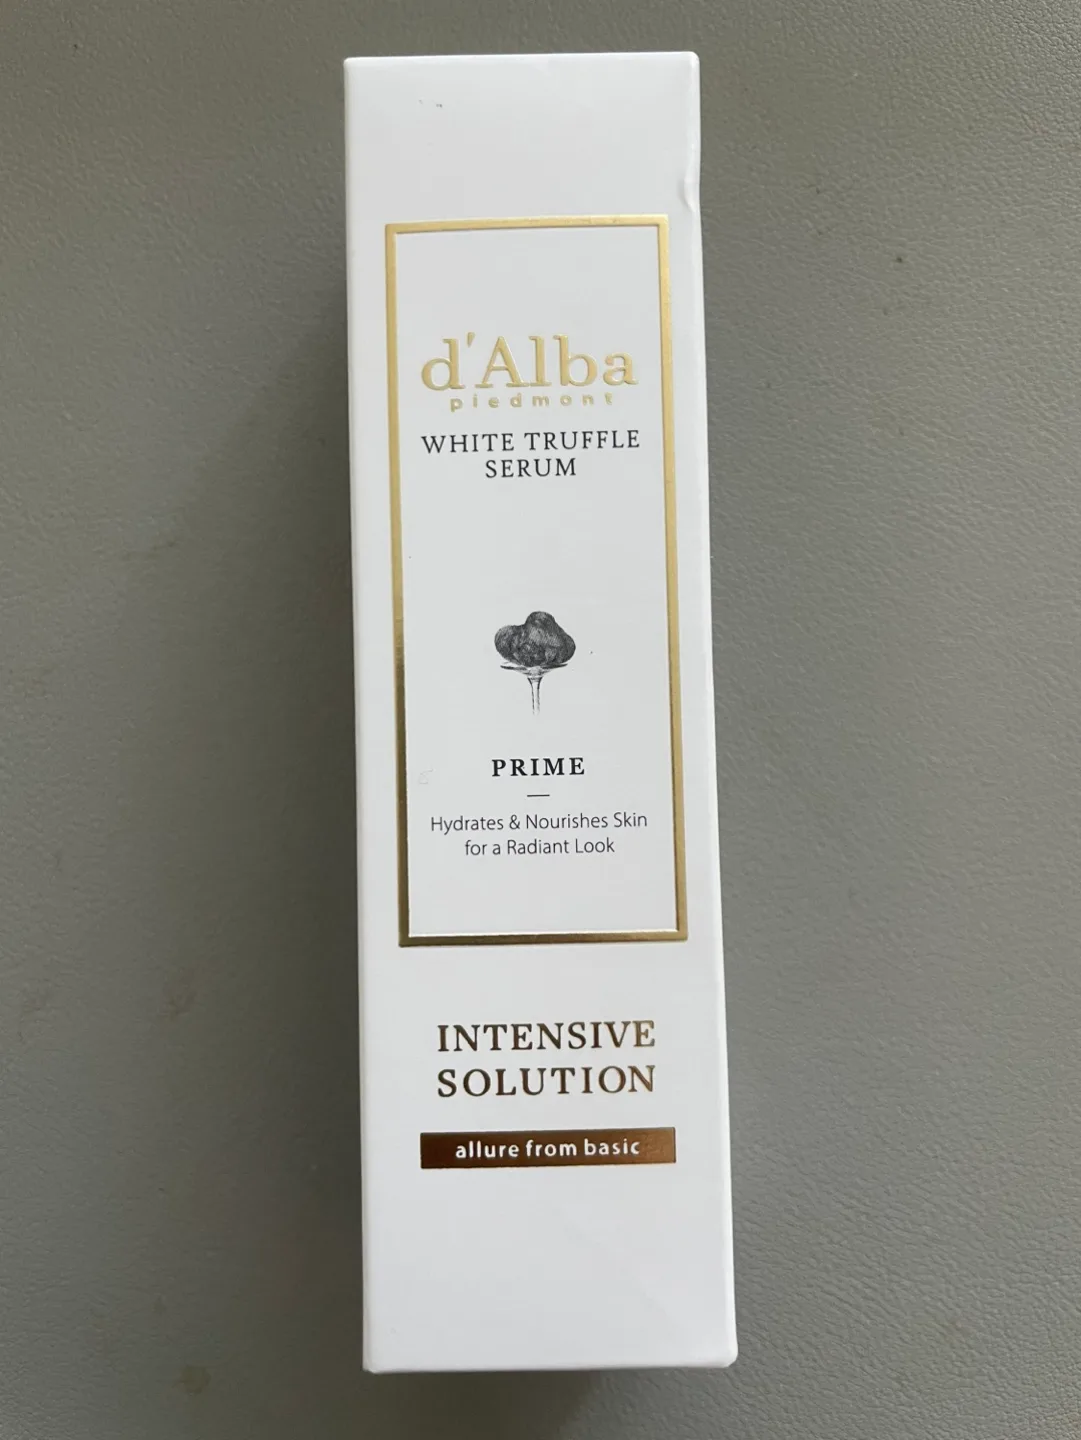 d'Alba
piedmont
WHITE TRUFFLE
SERUM
PRIME
Hydrates & Nourishes Skin
for a Radiant Look
INTENSIVE
SOLUTION
allure from basic